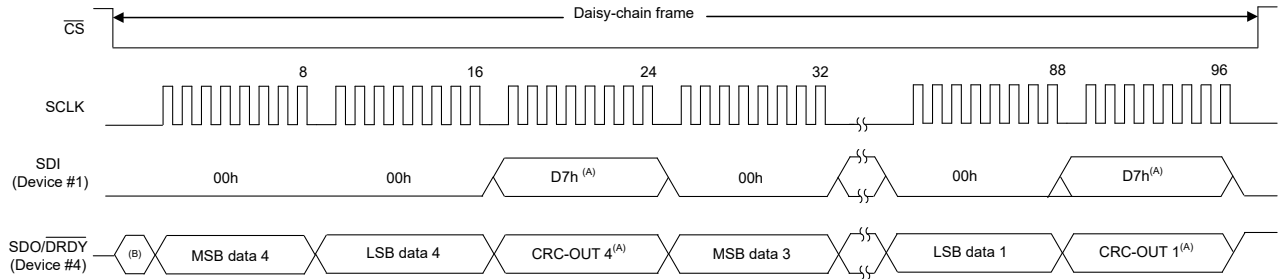 Daisy-chain frame
CS
8 16 24 32 88 96
SCLK
SDI
(Device #1)
00h 00h D7h (A) 00h 00h D7h(A)
SDO/DRDY
(Device #4)
(B) MSB data 4 LSB data 4 CRC-OUT 4(A) MSB data 3 LSB data 1 CRC-OUT 1(A)